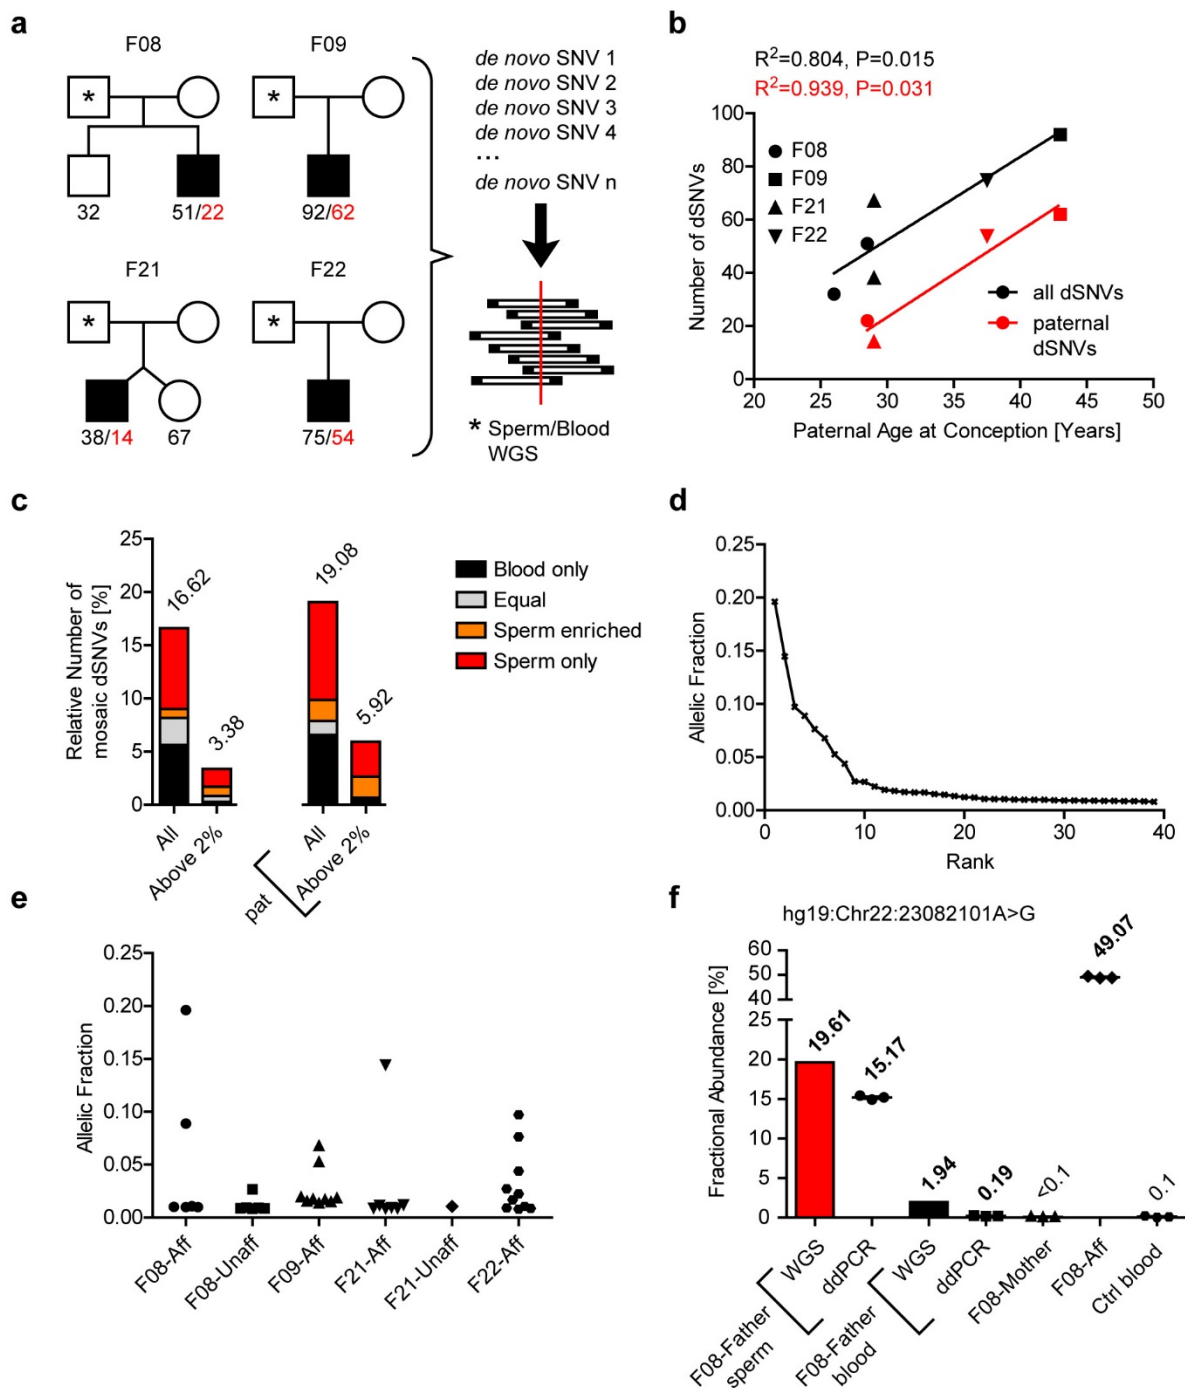 a
F08
F09
*
*
32
51/22
92/62
F21
F22
*
*
38/14
67
75/54
de novo SNV 1
de novo SNV 2
de novo SNV 3
de novo SNV 4
...
de novo SNV n
* Sperm/Blood
WGS
b
R²=0.804, P=0.015
R²=0.939, P=0.031
Number of dSNVs
100
80
60
40
20
0
F08
F09
F21
F22
all dSNVs
paternal
dSNVs
20 25 30 35 40 45 50
Paternal Age at Conception [Years]
c
Relative Number of
mosaic dSNVs [%]
25
20
15
10
5
0
16.62
3.38
19.08
5.92
Blood only
Equal
Sperm enriched
Sperm only
All
Above 2%
All
Above 2%
pat
d
Allelic Fraction
0.25
0.20
0.15
0.10
0.05
0.00
0 10 20 30 40
Rank
e
Allelic Fraction
0.25
0.20
0.15
0.10
0.05
0.00
F08-Aff
F08-Unaff
F09-Aff
F21-Aff
F21-Unaff
F22-Aff
f
hg19:Chr22:23082101A>G
Fractional Abundance [%]
60
50
40
25
20
15
10
5
0
19.61
15.17
1.94
0.19
<0.1
49.07
0.1
WGS
ddPCR
WGS
ddPCR
F08-Mother
F08-Aff
Ctrl blood
F08-Father
sperm
F08-Father
blood